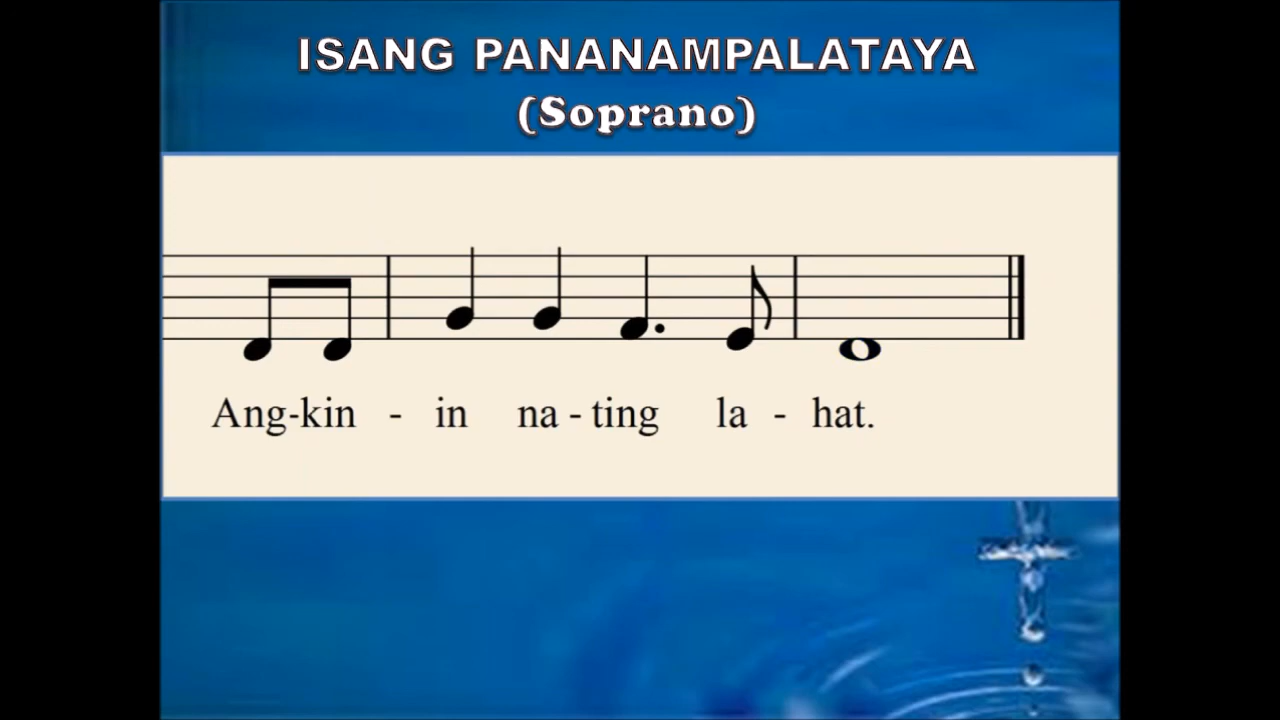 ISANG PANANAMPALATAYA
(Soprano)
Ang-kin - in na - ting la - hat.